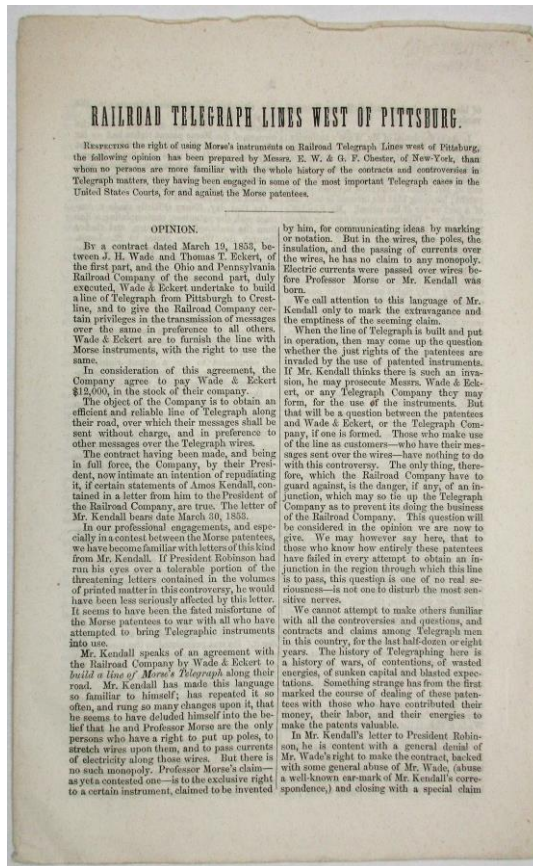 RAILROAD TELEGRAPH LINES WEST OF PITTSBURG.
RESPECTING the right of using Morse's instruments on Railroad Telegraph Lines west of Pittsburg,
the following opinion has been prepared by Messrs. E. W. & G. F. Chester, of New-York, than
whom no persons are more familiar with the whole history of the contracts and controversies in
Telegraph matters, they having been engaged in some of the most important Telegraph cases in the
United States Courts, for and against the Morse patentees.
OPINION.
By a contract dated March 19, 1853, be-
tween J. H. Wade and Thomas T. Eckert, of
the first part, and the Ohio and Pennsylvania
Railroad Company of the second part, duly
executed, Wade & Eckert undertake to build
a line of Telegraph from Pittsburgh to Crest-
line, and to give the Railroad Company cer-
tain privileges in the transmission of messages
over the same in preference to all others.
Wade & Eckert are to furnish the line with
Morse instruments, with the right to use the
same.
In consideration of this agreement, the
Company agree to pay Wade & Eckert
$12,000, in the stock of their company.
The object of the Company is to obtain an
efficient and reliable line of Telegraph along
their road, over which their messages shall be
sent without charge, and in preference to
other messages over the Telegraph wires.
The contract having been made, and being
in full force, the Company, by their Presi-
dent, now intimate an intention of repudiating
it, if certain statements of Amos Kendall, con-
tained in a letter from him to the President of
the Railroad Company, are true. The letter of
Mr. Kendall bears date March 30, 1853.
In our professional engagements, and espe-
cially in a contest between the Morse patentees,
we have become familiar with letters of this kind
from Mr. Kendall. If President Robinson had
run his eyes over a tolerable portion of the
threatening letters contained in the volumes
of printed matter in this controversy, he would
have been less seriously affected by this letter.
It seems to have been the fated misfortune of
the Morse patentees to war with all who have
attempted to bring Telegraphic instruments
into use.
Mr. Kendall speaks of an agreement with
the Railroad Company by Wade & Eckert to
build a line of Morse's Telegraph along their
road. Mr. Kendall has made this language
so familiar to himself; has repeated it so
often, and rung so many changes upon it, that
he seems to have deluded himself into the be-
lief that he and Professor Morse are the only
persons who have a right to put up poles, to
stretch wires upon them, and to pass currents
of electricity along those wires. But there is
no such monopoly. Professor Morse's claim—
as yet a contested one—is to the exclusive right
to a certain instrument, claimed to be invented
by him, for communicating ideas by marking
or notation. But in the wires, the poles, the
insulation, and the passing of currents over
the wires, he has no claim to any monopoly.
Electric currents were passed over wires be-
fore Professor Morse or Mr. Kendall was
born.
We call attention to this language of Mr.
Kendall only to mark the extravagance and
the emptiness of the seeming claim.
When the line of Telegraph is built and put
in operation, then may come up the question
whether the just rights of the patentees are
invaded by the use of patented instruments.
If Mr. Kendall thinks there is such an inva-
sion, he may prosecute Messrs. Wade & Eck-
ert, or any Telegraph Company they may
form, for the use of the instruments. But
that will be a question between the patentees
and Wade & Eckert, or the Telegraph Com-
pany, if one is formed. Those who make use
of the line as customers—who have their mes-
sages sent over the wires—have nothing to do
with this controversy. The only thing, there-
fore, which the Railroad Company have to
guard against, is the danger, if any, of an in-
junction, which may so tie up the Telegraph
Company as to prevent its doing the business
of the Railroad Company. This question will
be considered in the opinion we are now to
give. We may however say here, that to
those who know how entirely these patentees
have failed in every attempt to obtain an in-
junction in the region through which this line
is to pass, this question is one of no real se-
riousness—is not one to disturb the most sen-
sitive nerves.
We cannot attempt to make others familiar
with all the controversies and questions, and
contracts and claims among Telegraph men
in this country, for the last half-dozen or eight
years. The history of Telegraphing here is
a history of wars, of contentions, of wasted
energies, of sunken capital and blasted expec-
tations. Something strange has from the first
marked the course of dealing of these paten-
tees with those who have contributed their
money, their labor, and their energies to
make the patents valuable.
In Mr. Kendall's letter to President Robin-
son, he is content with a general denial of
Mr. Wade's right to make the contract, backed
with some general abuse of Mr. Wade, (abuse
a well-known ear-mark of Mr. Kendall's corre-
spondence,) and closing with a special claim